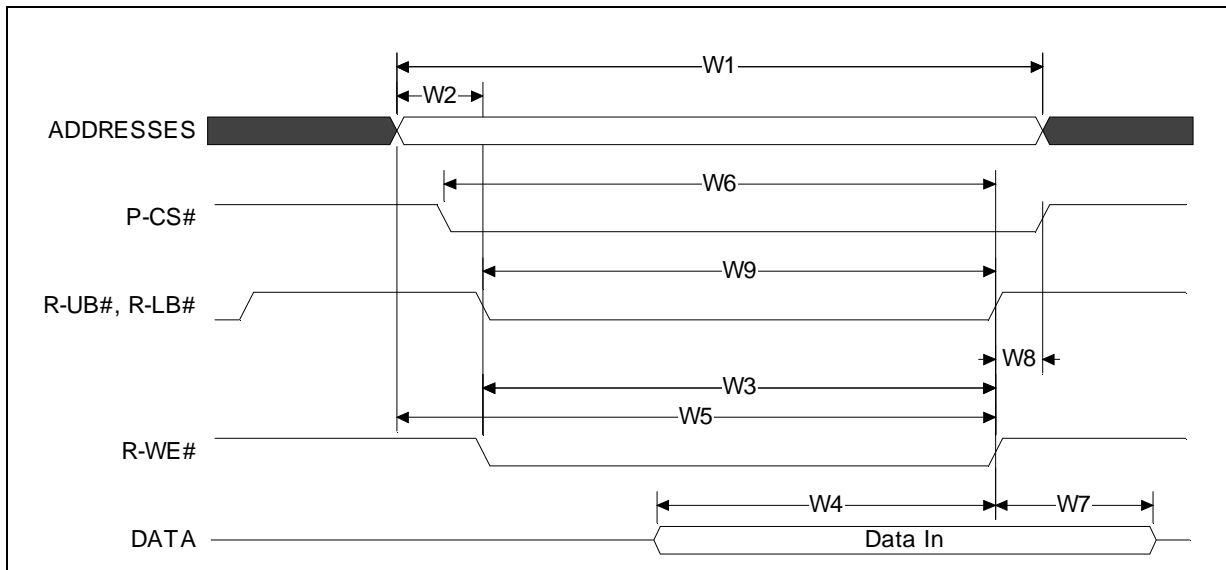 W1
W2
ADDRESSES
W6
P-CS#
W9
R-UB#, R-LB#
W8
W3
W5
R-WE#
W4
W7
DATA
Data In